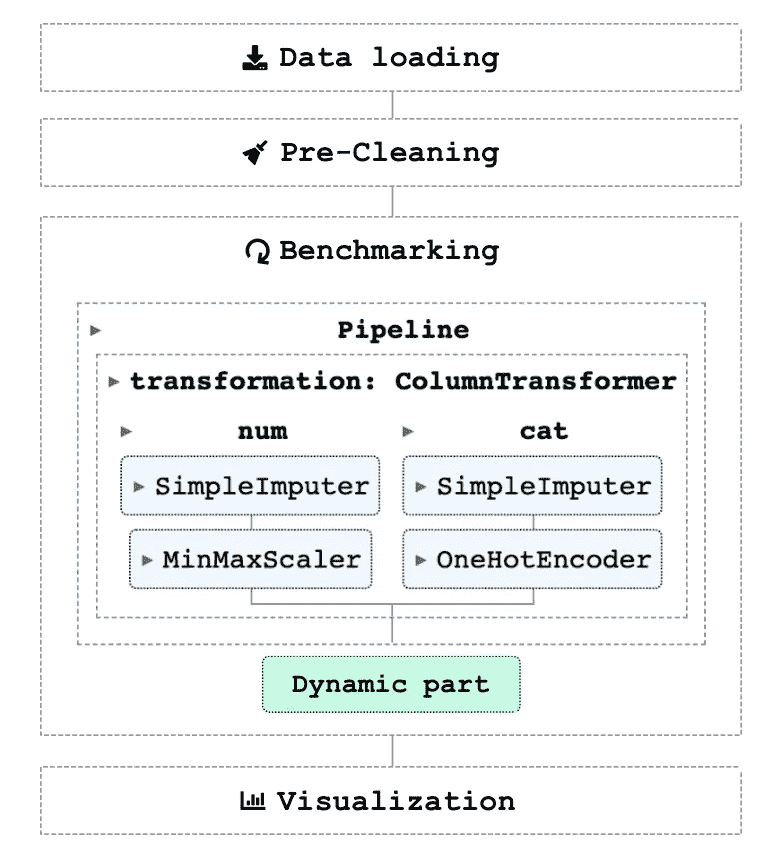 Data loading
Pre-Cleaning
Benchmarking
Pipeline
transformation: ColumnTransformer
num cat
SimpleImputer SimpleImputer
MinMaxScaler OneHotEncoder
Dynamic part
Visualization